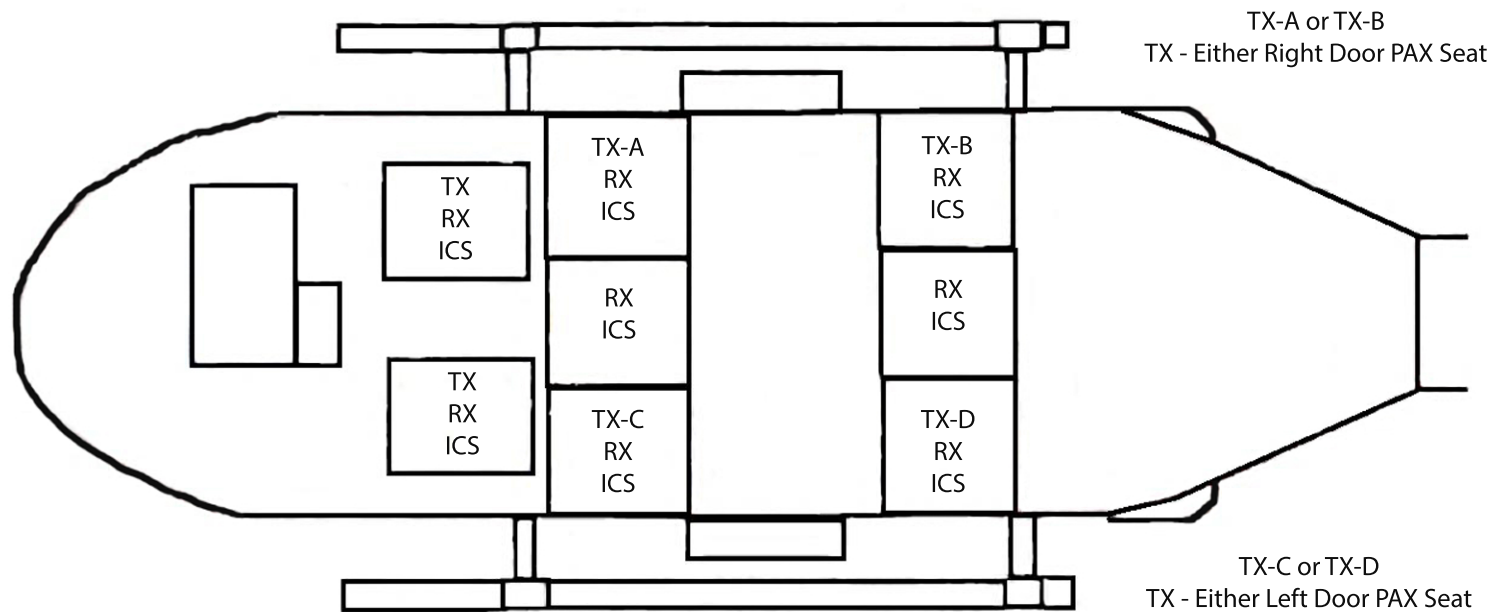 TX-A or TX-B
TX - Either Right Door PAX Seat
TX
RX
ICS
TX-A
RX
ICS
TX-B
RX
ICS
RX
ICS
RX
ICS
TX
RX
ICS
TX-C
RX
ICS
TX-D
RX
ICS
TX-C or TX-D
TX - Either Left Door PAX Seat